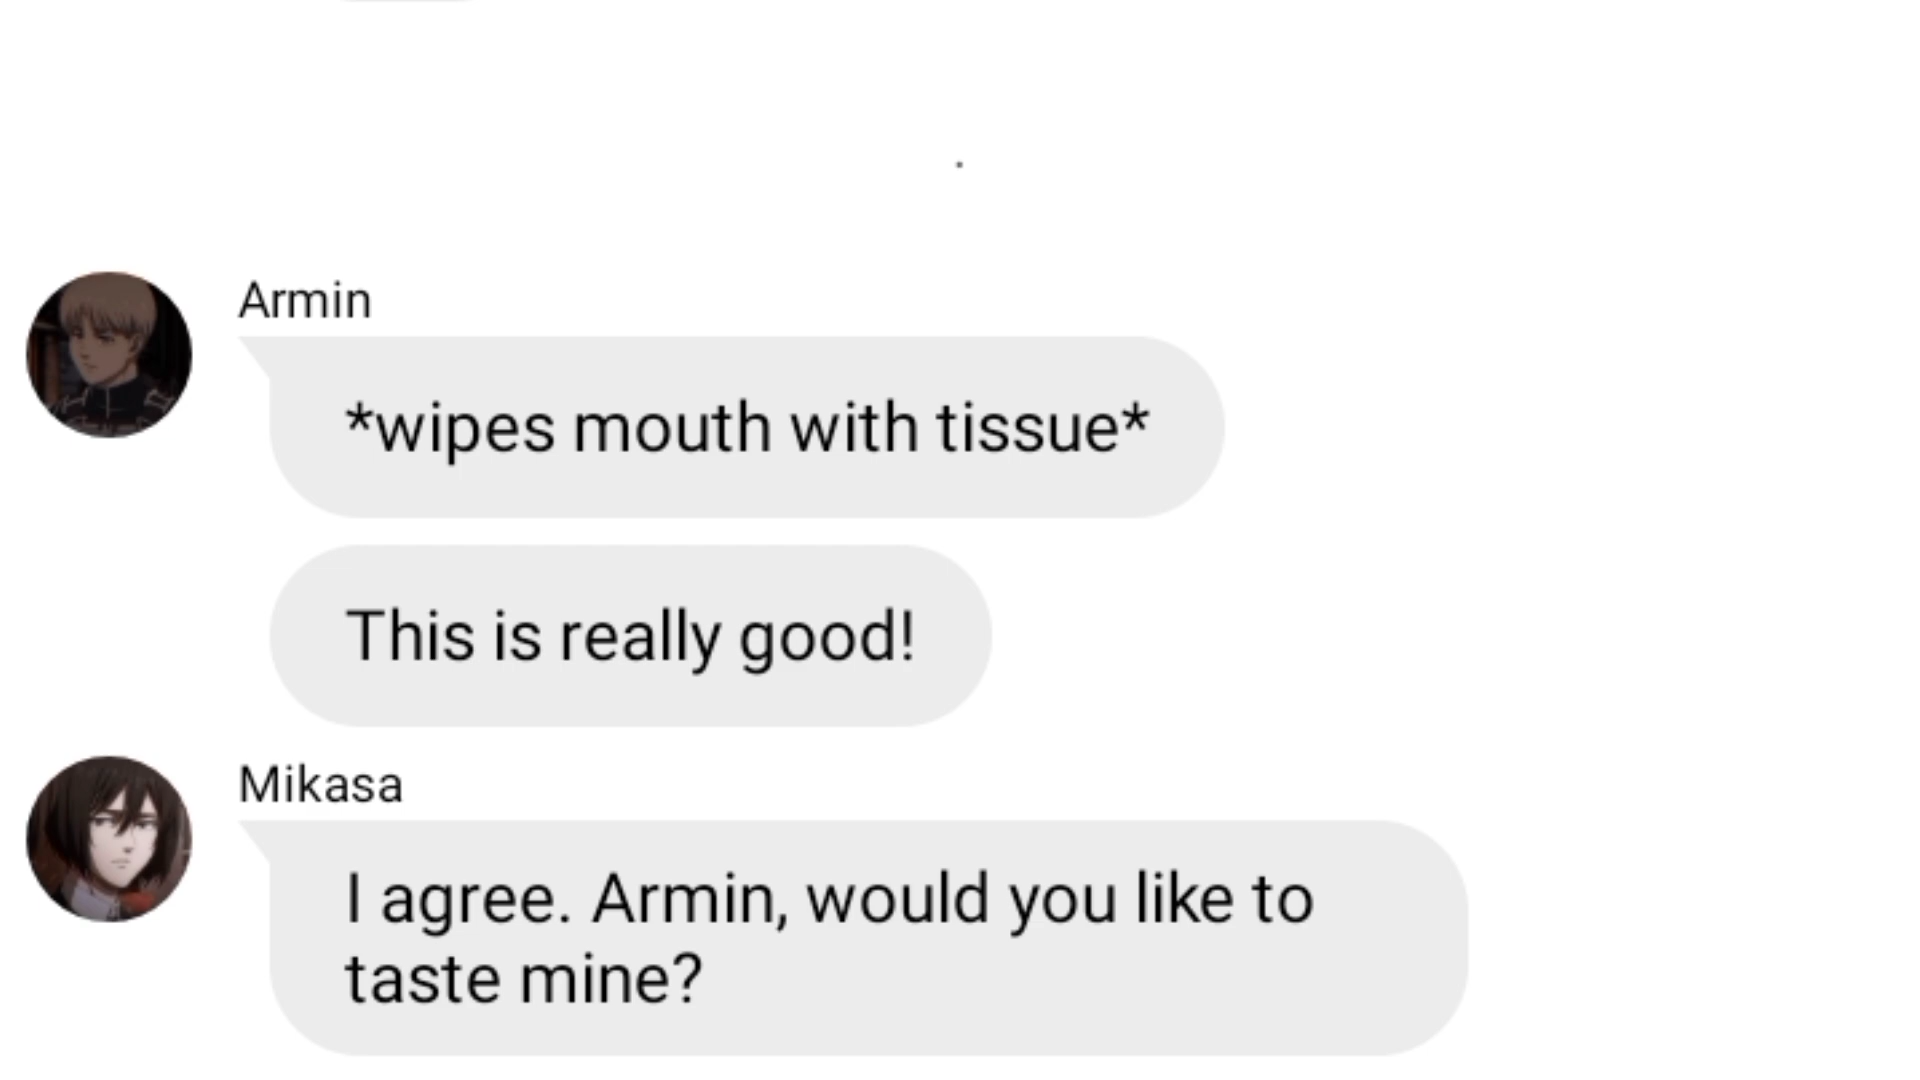 .
Armin
*wipes mouth with tissue*
This is really good!
Mikasa
I agree. Armin, would you like to
taste mine?